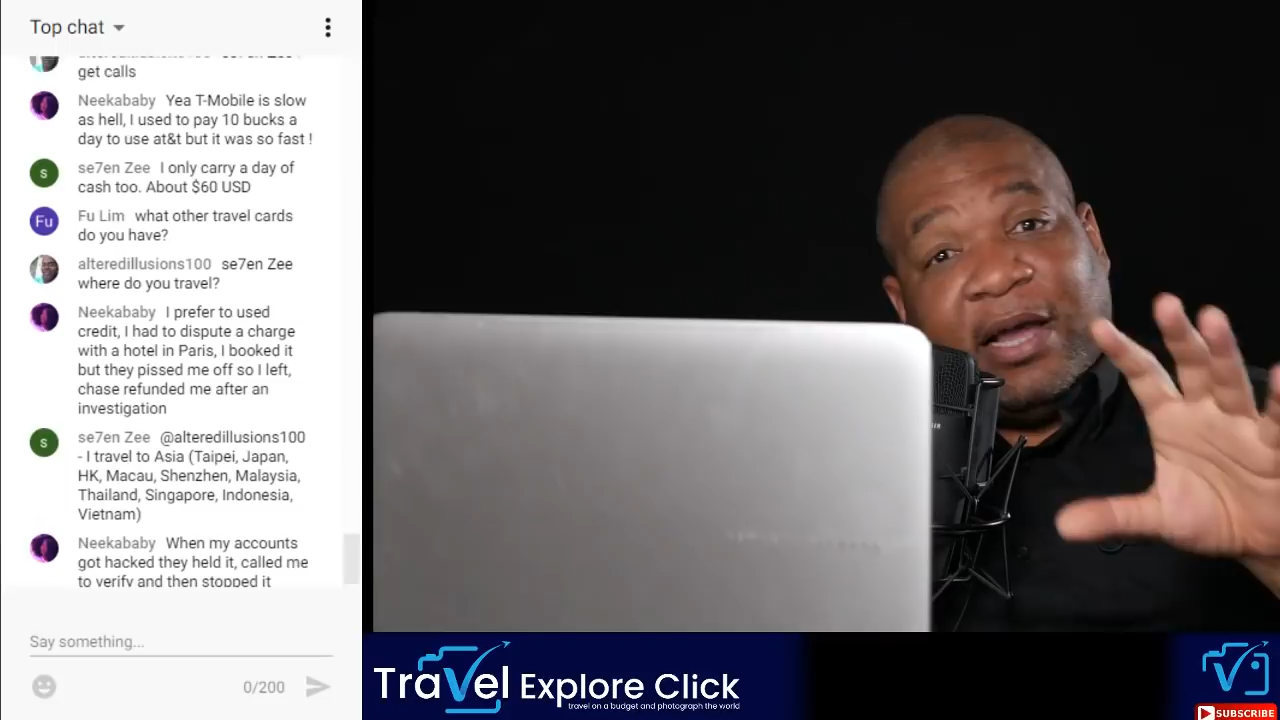 Top chat
get calls
Neekababy Yea T-Mobile is slow
as hell, I used to pay 10 bucks a
day to use at&t but it was so fast !
s
se7en Zee I only carry a day of
cash too. About $60 USD
Fu
Fu Lim what other travel cards
do you have?
alteredillusions100 se7en Zee
where do you travel?
Neekababy I prefer to used
credit, I had to dispute a charge
with a hotel in Paris, I booked it
but they pissed me off so I left,
chase refunded me after an
investigation
s
se7en Zee @alteredillusions100
- I travel to Asia (Taipei, Japan,
HK, Macau, Shenzhen, Malaysia,
Thailand, Singapore, Indonesia,
Vietnam)
Neekababy When my accounts
got hacked they held it, called me
to verify and then stopped it
Say something...
0/200
Travel Explore Click
travel on a budget and photograph the world
SUBSCRIBE